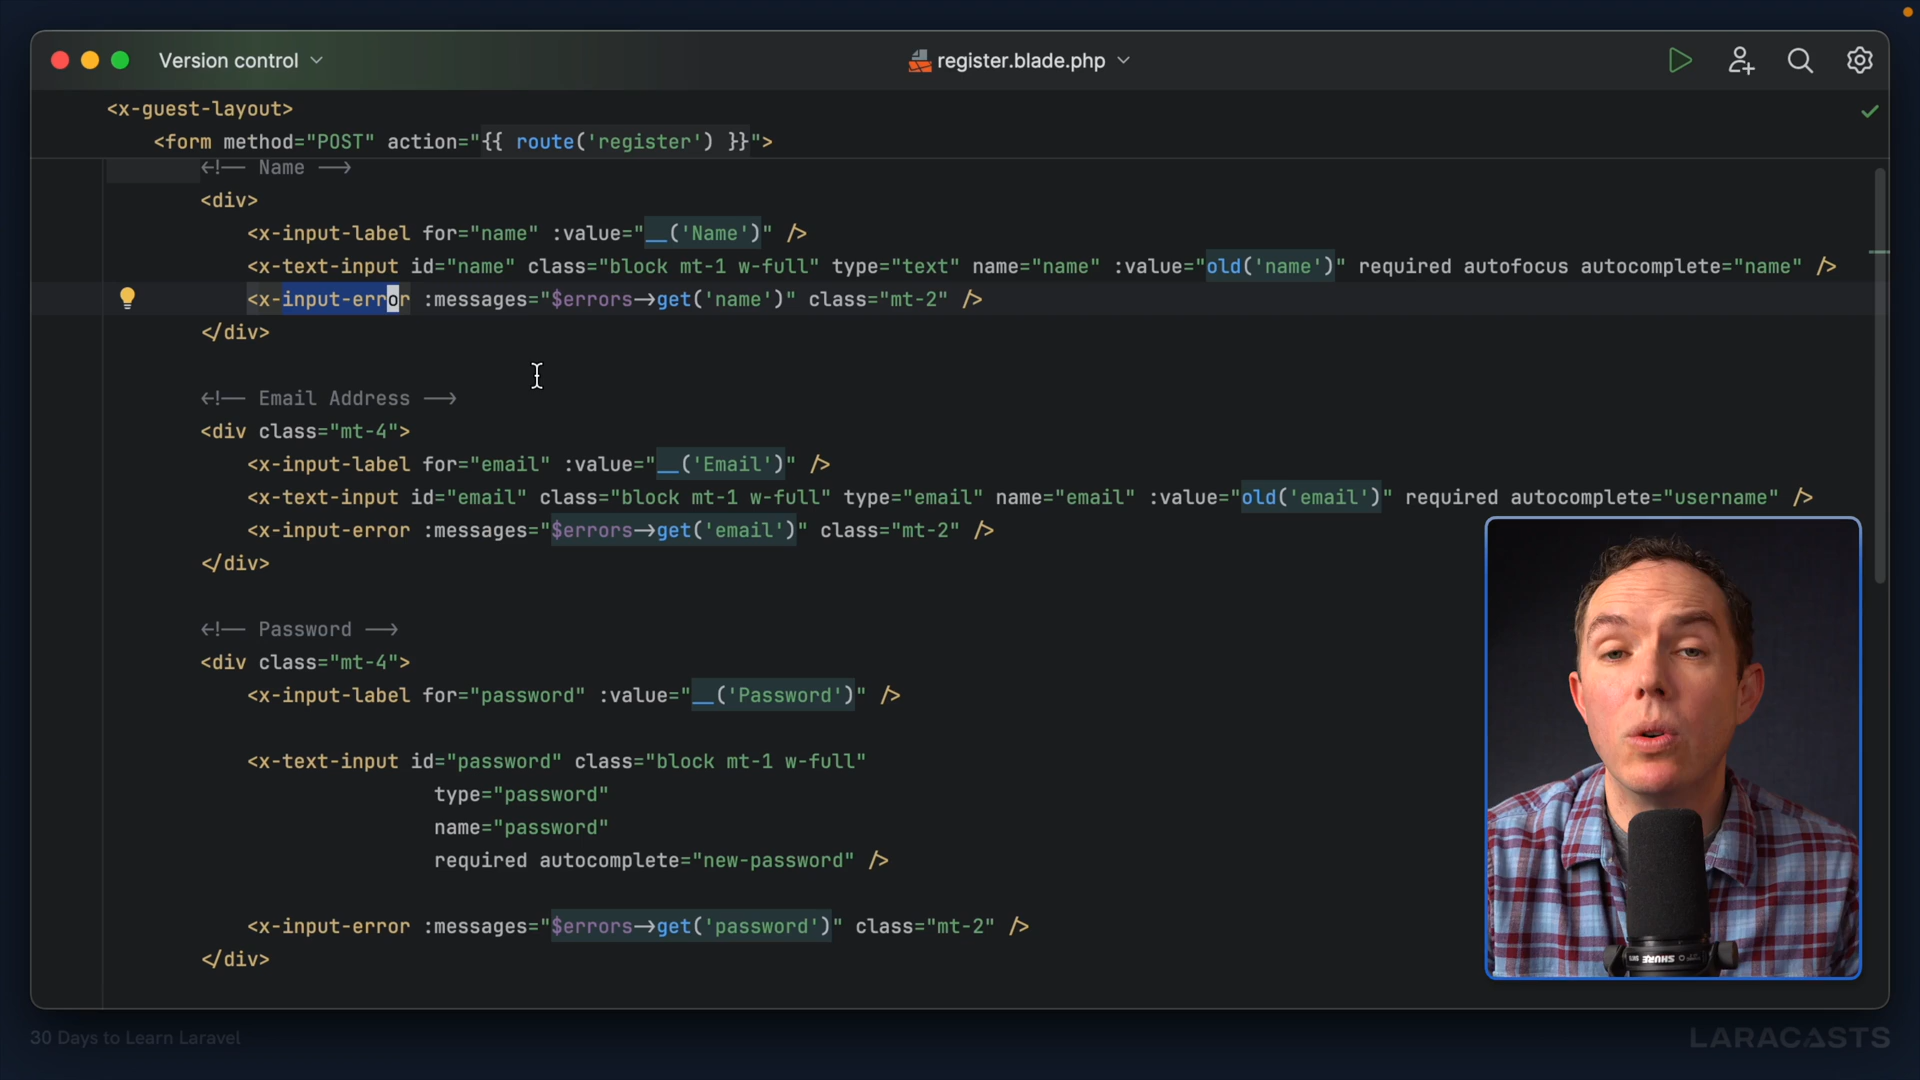 Version control
register.blade.php
<x-guest-layout>
<form method="POST" action="{{ route('register') }}">
<!-- Name -->
<div>
<x-input-label for="name" :value="__('Name')" />
<x-text-input id="name" class="block mt-1 w-full" type="text" name="name" :value="old('name')" required autofocus autocomplete="name" />
<x-input-error :messages="$errors->get('name')" class="mt-2" />
</div>
<!-- Email Address -->
<div class="mt-4">
<x-input-label for="email" :value="__('Email')" />
<x-text-input id="email" class="block mt-1 w-full" type="email" name="email" :value="old('email')" required autocomplete="username" />
<x-input-error :messages="$errors->get('email')" class="mt-2" />
</div>
<!-- Password -->
<div class="mt-4">
<x-input-label for="password" :value="__('Password')" />
<x-text-input id="password" class="block mt-1 w-full"
type="password"
name="password"
required autocomplete="new-password" />
<x-input-error :messages="$errors->get('password')" class="mt-2" />
</div>
SHURE
30 Days to Learn Laravel
LARACASTS